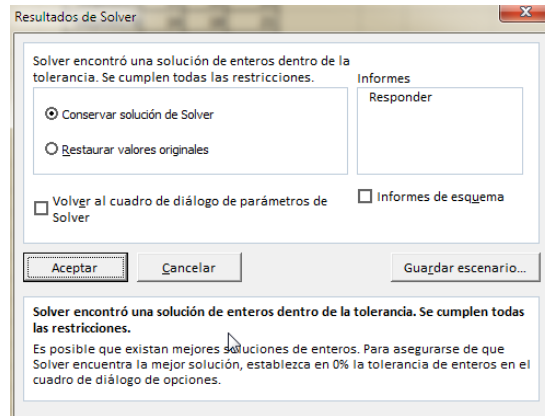 Resultados de Solver
Solver encontró una solución de enteros dentro de la
tolerancia. Se cumplen todas las restricciones.
Informes
Responder
Conservar solución de Solver
Restaurar valores originales
Volver al cuadro de diálogo de parámetros de
Solver
Informes de esquema
Aceptar
Cancelar
Guardar escenario...
Solver encontró una solución de enteros dentro de la tolerancia. Se cumplen todas
las restricciones.
Es posible que existan mejores soluciones de enteros. Para asegurarse de que
Solver encuentra la mejor solución, establezca en 0% la tolerancia de enteros en el
cuadro de diálogo de opciones.